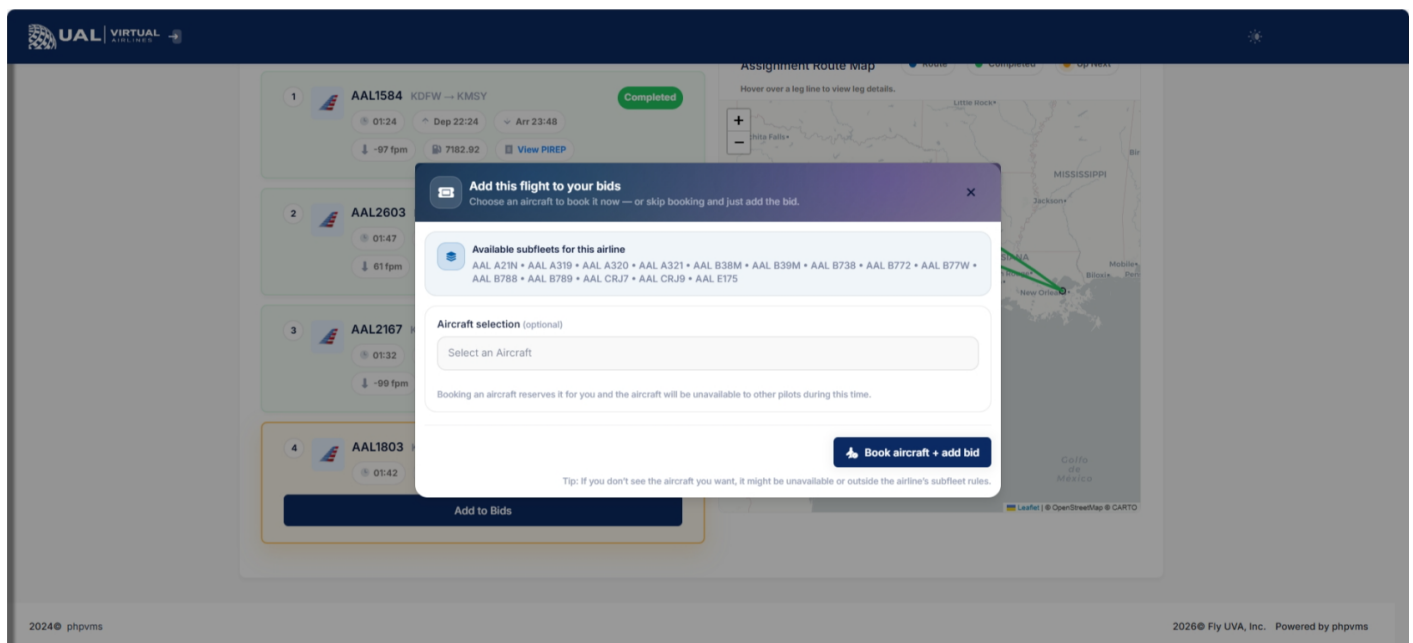 UAL VIRTUAL AIRLINES
Assignment Route Map Route Completed Up Next
Hover over a leg line to view leg details.
1 AAL1584 KDFW → KMSY Completed
01:24 Dep 22:24 Arr 23:48
-97 fpm 7182.92 View PIREP
2 AAL2603
01:47
61 fpm
3 AAL2167
01:32
-99 fpm
4 AAL1803
01:42
Add to Bids
Add this flight to your bids
Choose an aircraft to book it now — or skip booking and just add the bid.
Available subfleets for this airline
AAL A21N • AAL A319 • AAL A320 • AAL A321 • AAL B38M • AAL B39M • AAL B738 • AAL B772 • AAL B77W •
AAL B788 • AAL B789 • AAL CRJ7 • AAL CRJ9 • AAL E175
Aircraft selection (optional)
Select an Aircraft
Booking an aircraft reserves it for you and the aircraft will be unavailable to other pilots during this time.
Book aircraft + add bid
Tip: If you don't see the aircraft you want, it might be unavailable or outside the airline's subfleet rules.
+
−
Little Rock
MISSISSIPPI
Jackson
Mobile
Biloxi
New Orleans
Golfo
de
México
Leaflet | © OpenStreetMap © CARTO
2024© phpvms
2026© Fly UVA, Inc. Powered by phpvms